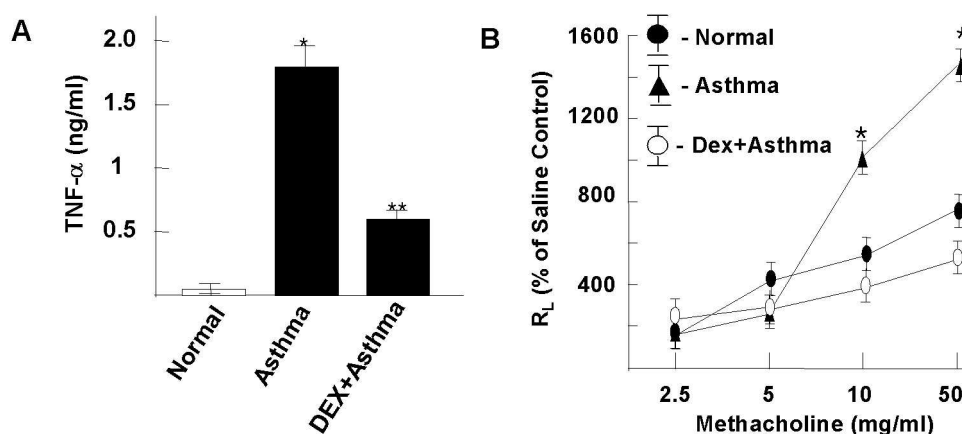 A
TNF-α (ng/ml)
2.0
1.5
1
0.5
*
**
Normal
Asthma
DEX+Asthma
B
- Normal
- Asthma
- Dex+Asthma
R_L (% of Saline Control)
1600
1200
800
400
*
*
2.5 5 10 50
Methacholine (mg/ml)